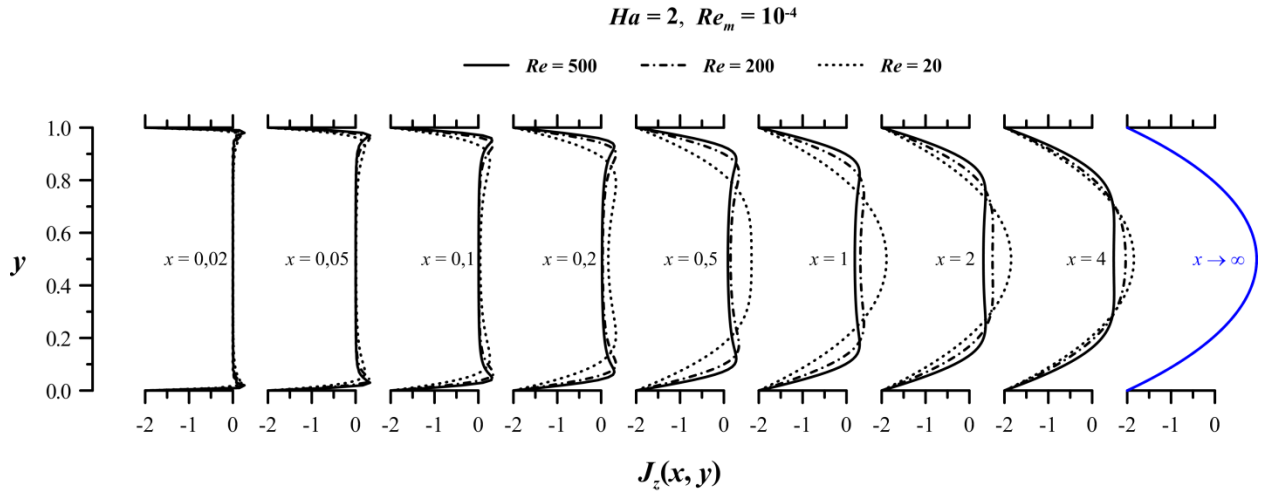 Ha = 2, Re_m = 10^-4
Re = 500 Re = 200 Re = 20
1.0
0.8
0.6
0.4
0.2
0.0
y
x = 0,02 x = 0,05 x = 0,1 x = 0,2 x = 0,5 x = 1 x = 2 x = 4 x → ∞
-2 -1 0 -2 -1 0 -2 -1 0 -2 -1 0 -2 -1 0 -2 -1 0 -2 -1 0 -2 -1 0 -2 -1 0
J_z(x, y)